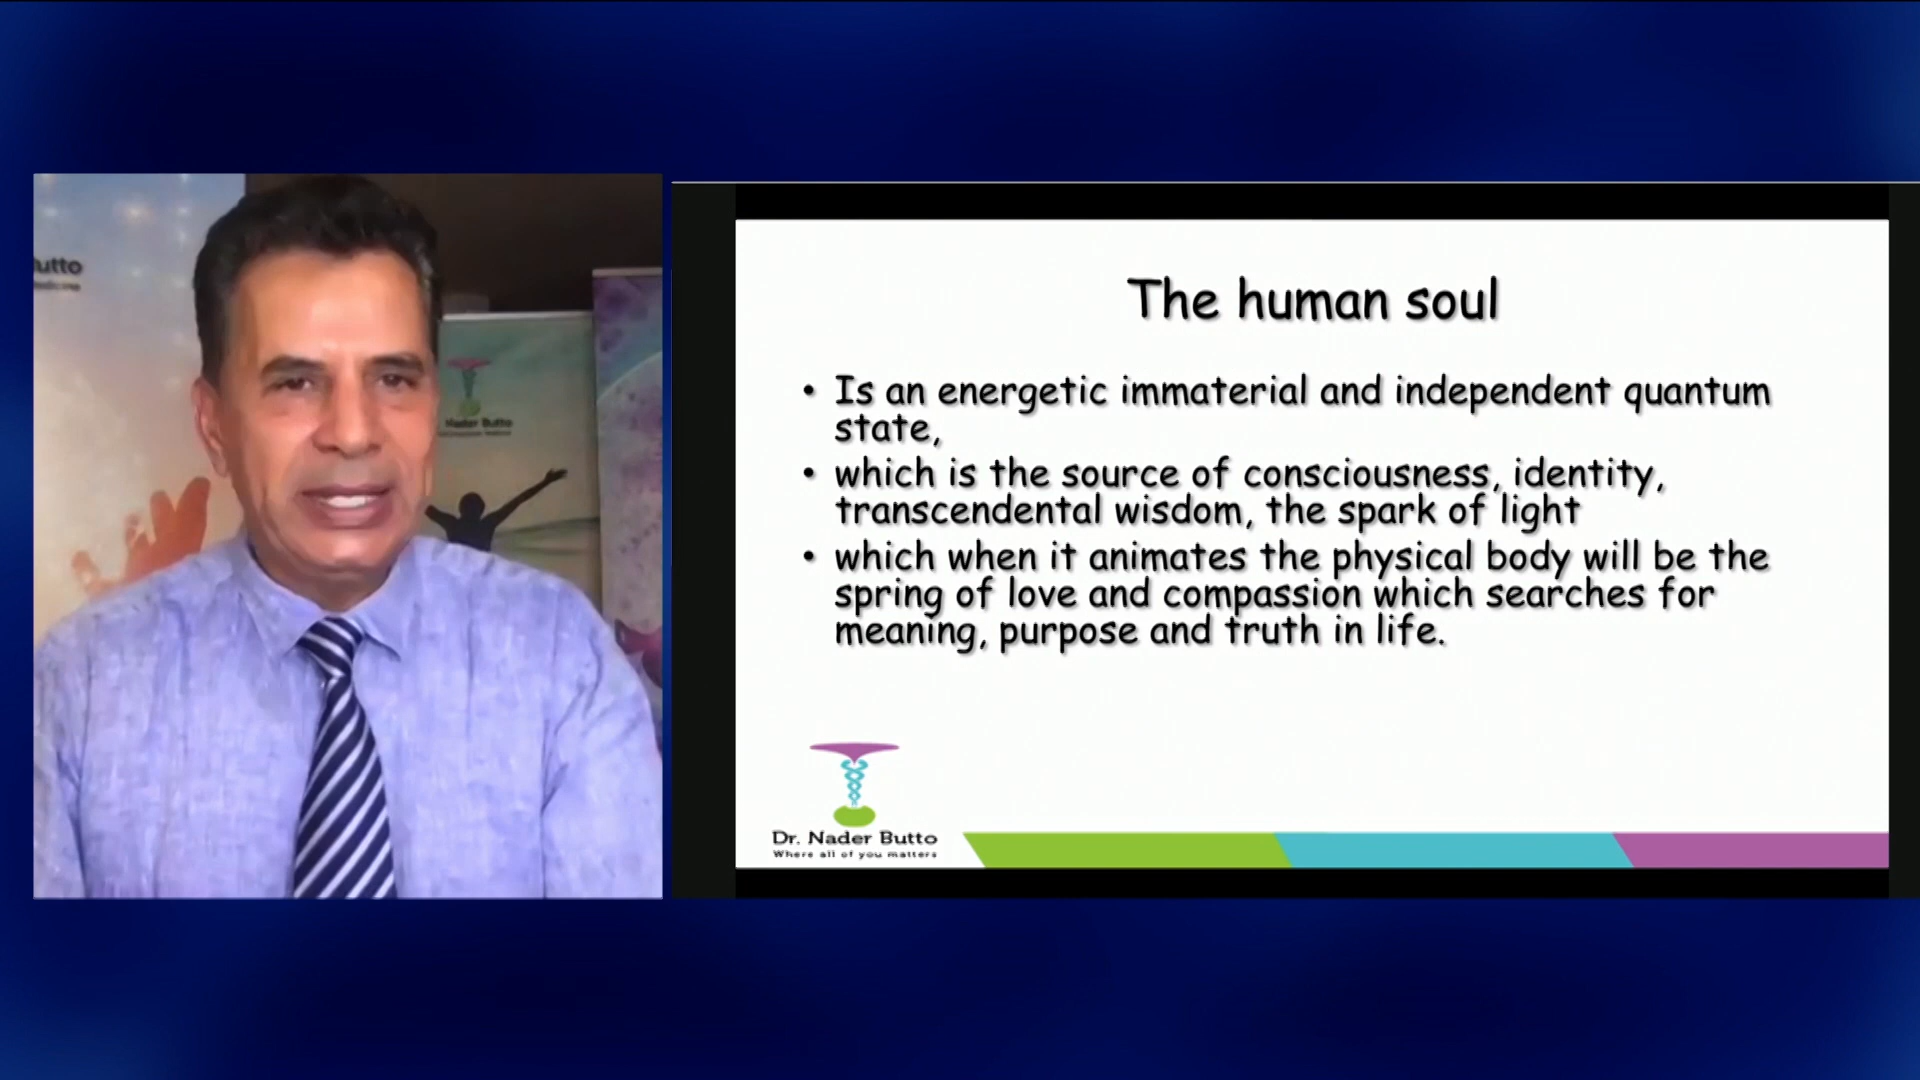 utto
The human soul
• Is an energetic immaterial and independent quantum
state,
• which is the source of consciousness, identity,
transcendental wisdom, the spark of light
• which when it animates the physical body will be the
spring of love and compassion which searches for
meaning, purpose and truth in life.
Nader Butto
Dr. Nader Butto
Where all of you matters